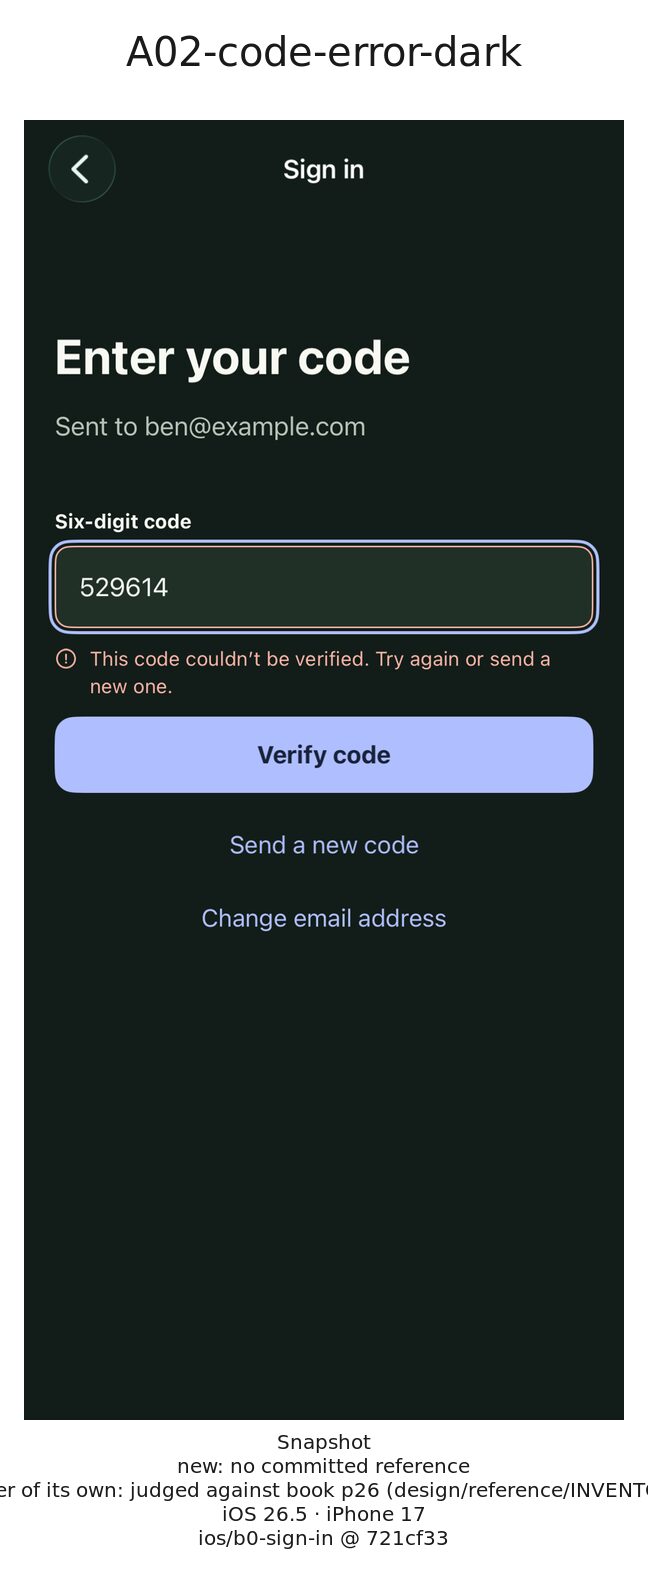 A02-code-error-dark
Sign in
Enter your code
Sent to ben@example.com
Six-digit code
529614
This code couldn’t be verified. Try again or send a
new one.
Verify code
Send a new code
Change email address
Snapshot
new: no committed reference
of its own: judged against book p26 (design/reference/
iOS 26.5 · iPhone 17
ios/b0-sign-in @ 721cf33